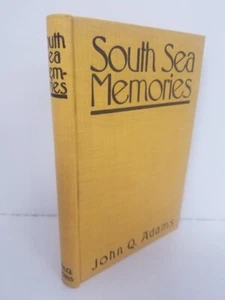 South
Sea
Mem-
ories
South Sea
Memories
John Q. Adams